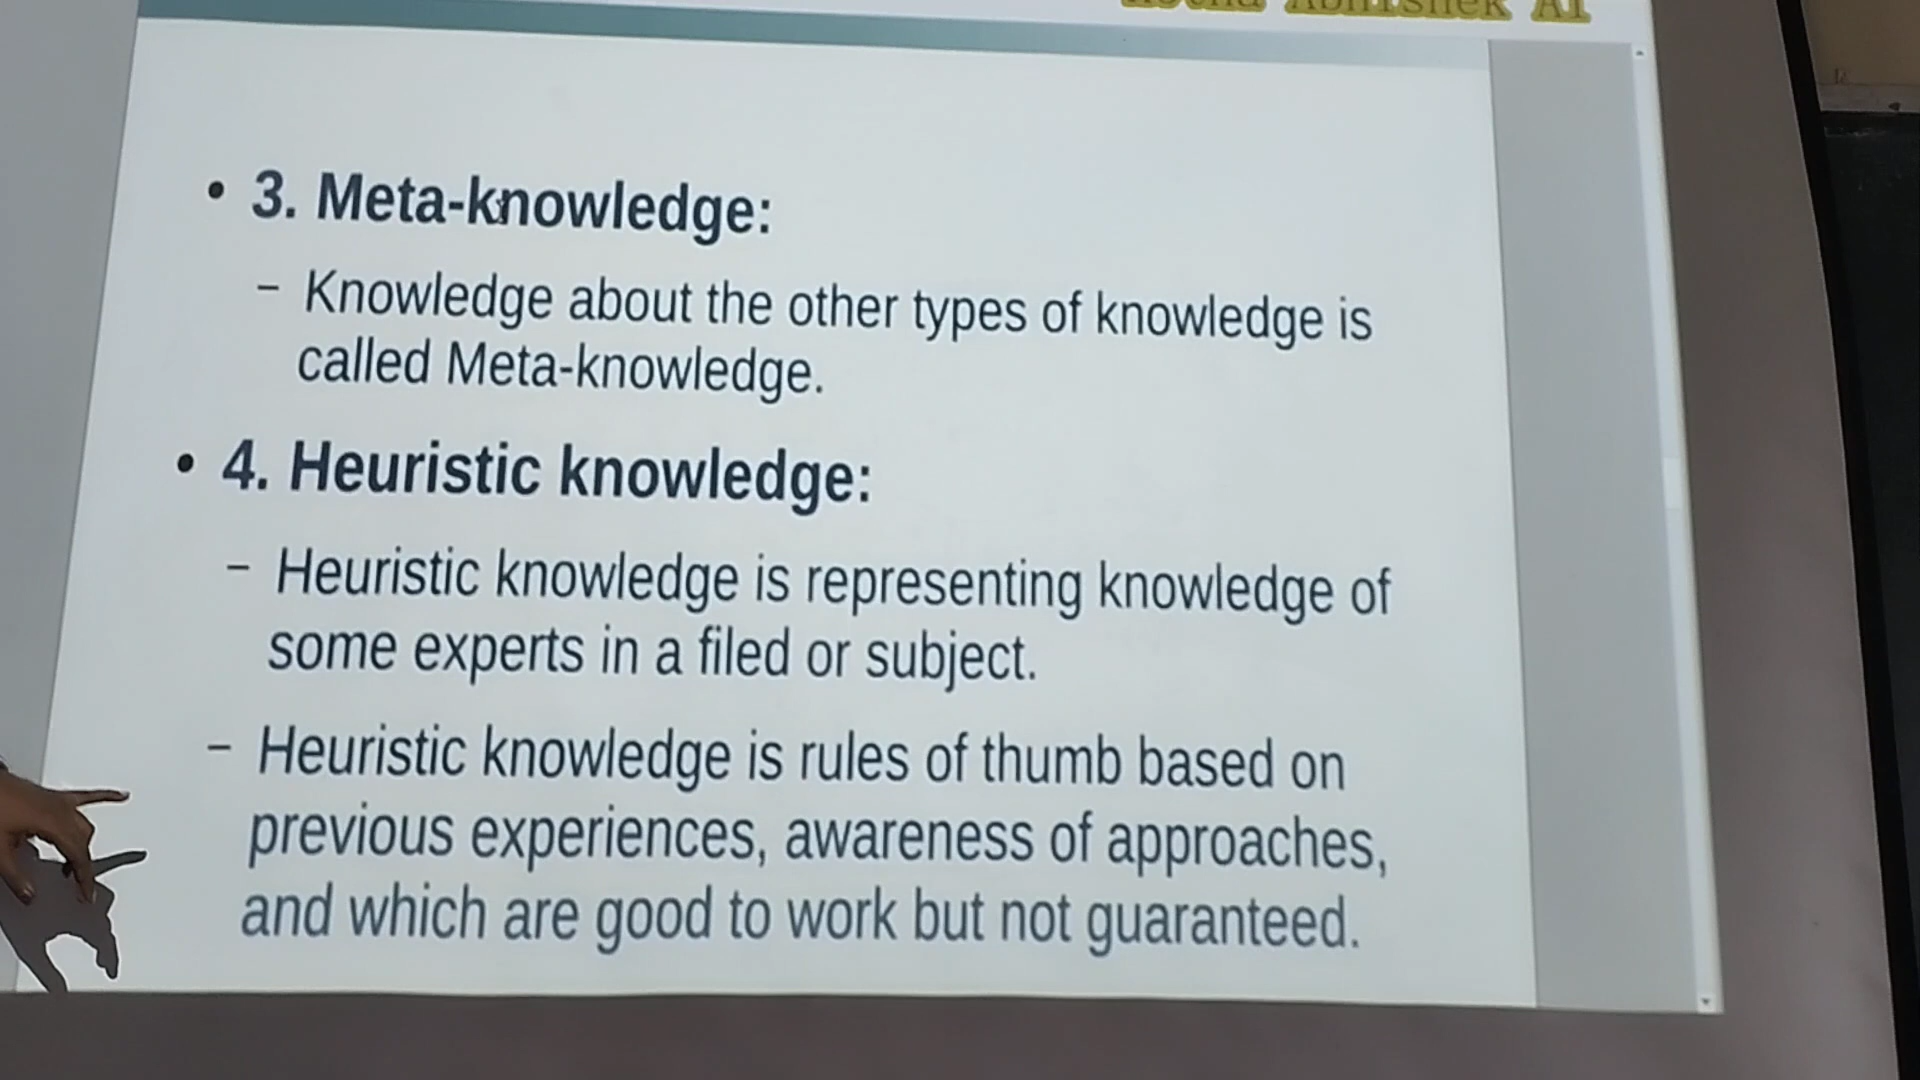 Abhishek AI
• 3. Meta-knowledge:
– Knowledge about the other types of knowledge is
called Meta-knowledge.
• 4. Heuristic knowledge:
– Heuristic knowledge is representing knowledge of
some experts in a filed or subject.
– Heuristic knowledge is rules of thumb based on
previous experiences, awareness of approaches,
and which are good to work but not guaranteed.